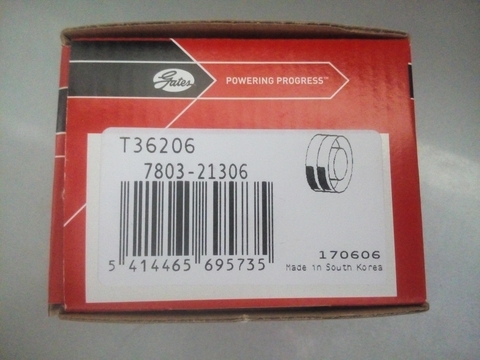 Gates
POWERING PROGRESS™
T36206
7803-21306
5 414465 695735
170606
Made in South Korea